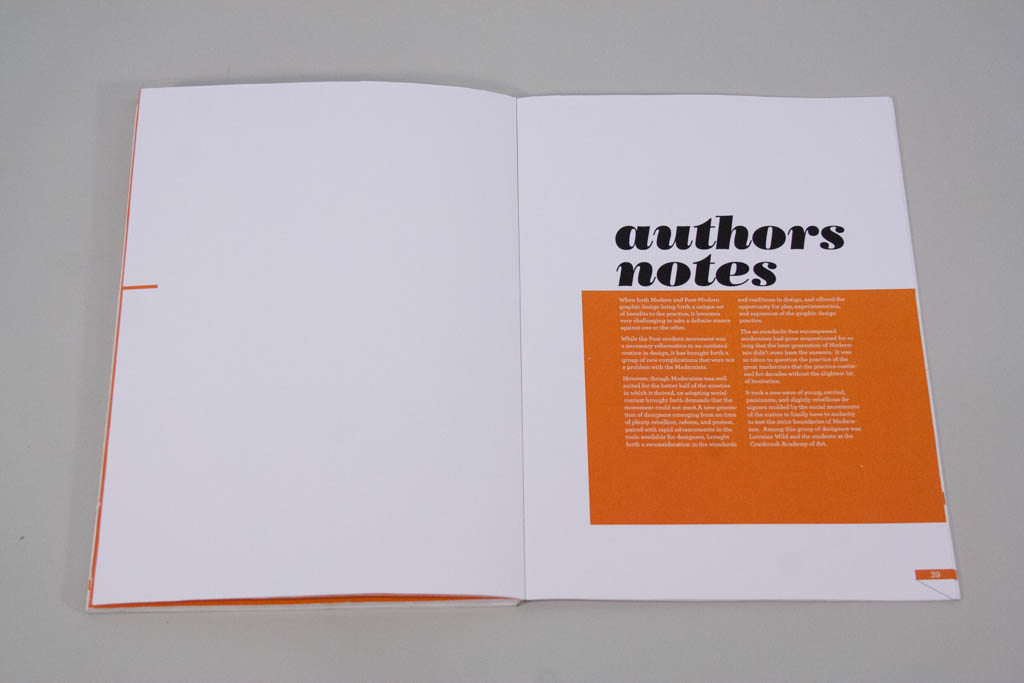 authors
notes
When both Modern and Post-Modern
graphic design bring forth a unique set
of benefits to the practice, it becomes
very challenging to take a definite stance
against one or the other.
While the Post-modern movement was
a necessary reformation to an outdated
routine in design, it has brought forth a
group of new complications that were not
a problem with the Modernists.
However, though Modernism was well
suited for the better half of the nineties
in which it thrived, an adapting social
context brought forth demands that the
movement could not meet.A new genera-
tion of designers emerging from an time
of plenty rebellion, reform, and protest,
paired with rapid advancements in the
tools available for designers, brought
forth a reconsideration in the standards
and traditions in design, and offered the
opportunity for play, experimentation,
and expansion of the graphic design
practice.
The as standards that encompassed
modernism had gone unquestioned for so
long that the later generation of Modern-
ists didn't even have the answers. It was
so taboo to question the practice of the
great modernists that the practice contin-
ued for decades without the slightest bit
of hesitation.
It took a new wave of young, excited,
passionate, and slightly rebellious de-
signers molded by the social movements
of the sixties to finally have to audacity
to test the strict boundaries of Modern-
ism. Among this group of designers was
Lorraine Wild and the students at the
Cranbrook Academy of Art.
39